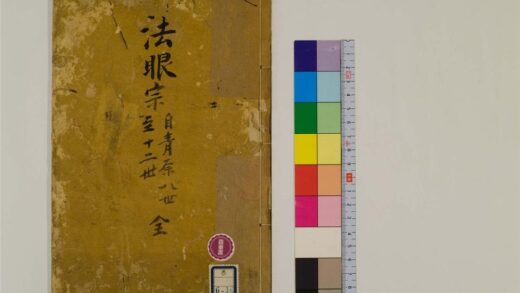 法眼宗
自青原八世
至十二世
全